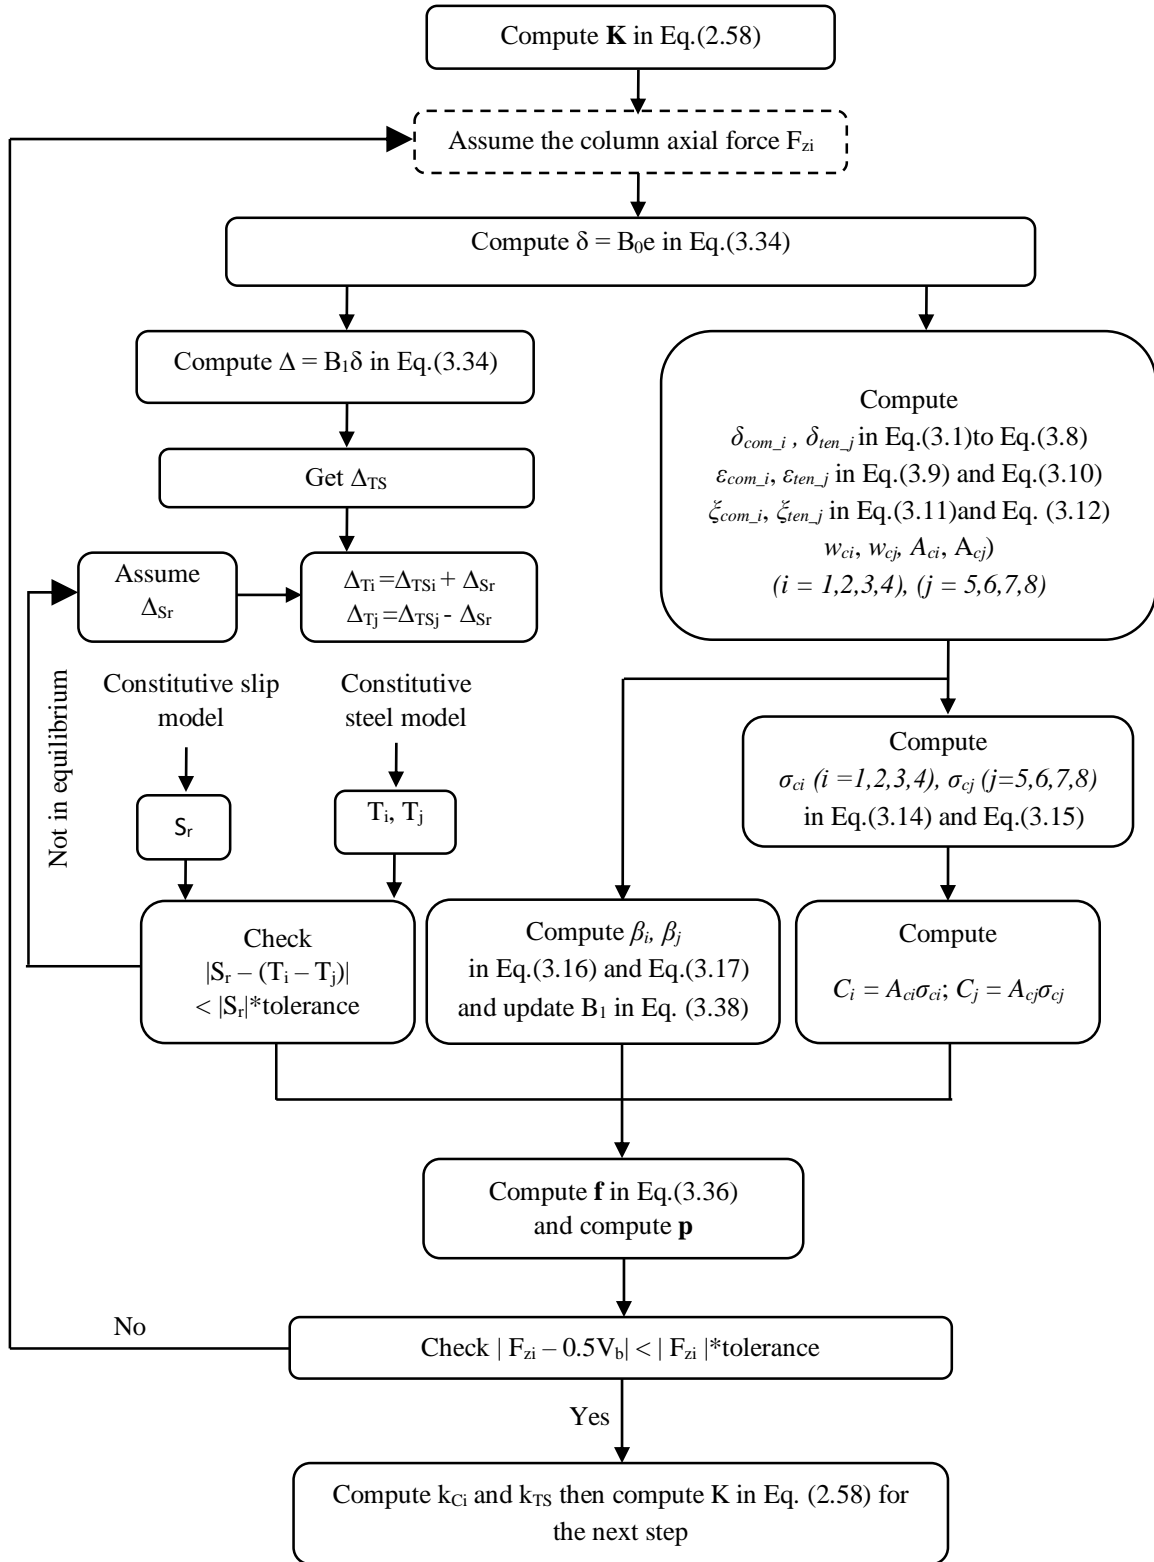 Compute K in Eq.(2.58)
Assume the column axial force Fzi
Compute δ = B0e in Eq.(3.34)
Compute Δ = B1δ in Eq.(3.34)
Get ΔTS
Assume
ΔSr
ΔTi=ΔTSi + ΔSr
ΔTj=ΔTSj - ΔSr
Constitutive slip
model
Constitutive
steel model
Not in equilibrium
Sr
Ti, Tj
Check
|Sr – (Ti – Tj)|
< |Sr|*tolerance
Compute
δcom_i , δten_j in Eq.(3.1)to Eq.(3.8)
εcom_i, εten_j in Eq.(3.9) and Eq.(3.10)
ξcom_i, ξten_j in Eq.(3.11)and Eq. (3.12)
wci, wcj, Aci, Acj)
(i = 1,2,3,4), (j = 5,6,7,8)
Compute
σci (i =1,2,3,4), σcj (j=5,6,7,8)
in Eq.(3.14) and Eq.(3.15)
Compute βi, βj
in Eq.(3.16) and Eq.(3.17)
and update B1 in Eq. (3.38)
Compute
Ci = Aciσci; Cj = Acjσcj
Compute f in Eq.(3.36)
and compute p
No
Check | Fzi – 0.5Vb| < | Fzi |*tolerance
Yes
Compute kCi and kTS then compute K in Eq. (2.58) for
the next step